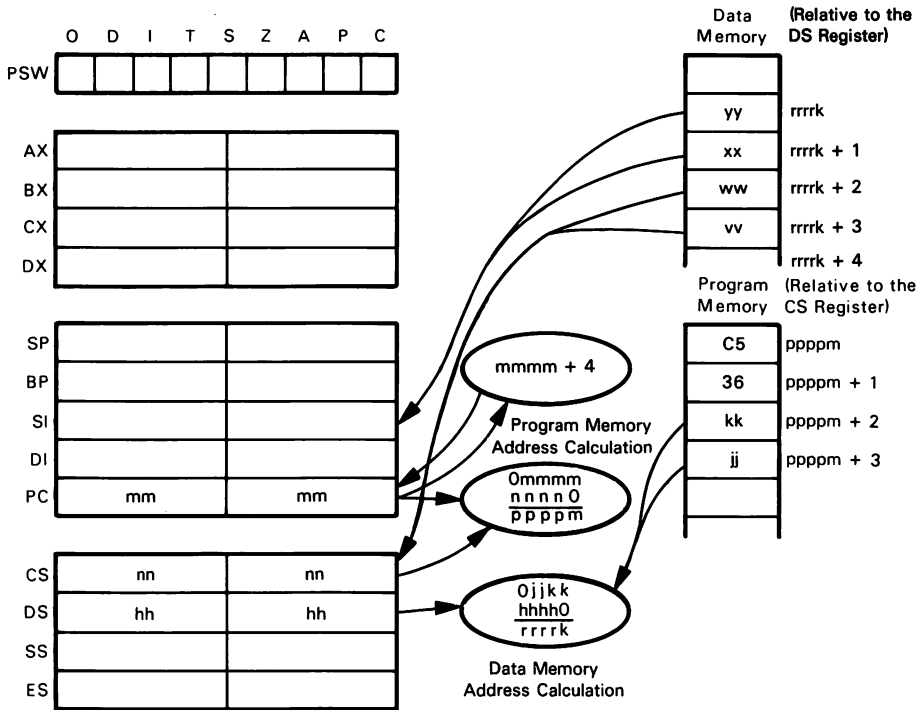 O D I T S Z A P C
PSW
AX
BX
CX
DX
SP
BP
SI
DI
PC mm mm
CS nn nn
DS hh hh
SS
ES
mmmm + 4
Program Memory
Address Calculation
0mmmm
nnnn0
ppppm
0jjkk
hhhh0
rrrrk
Data Memory
Address Calculation
Data
Memory
(Relative to the
DS Register)
yy rrrrk
xx rrrrk + 1
ww rrrrk + 2
vv rrrrk + 3
rrrrk + 4
Program
Memory
(Relative to the
CS Register)
C5 ppppm
36 ppppm + 1
kk ppppm + 2
jj ppppm + 3